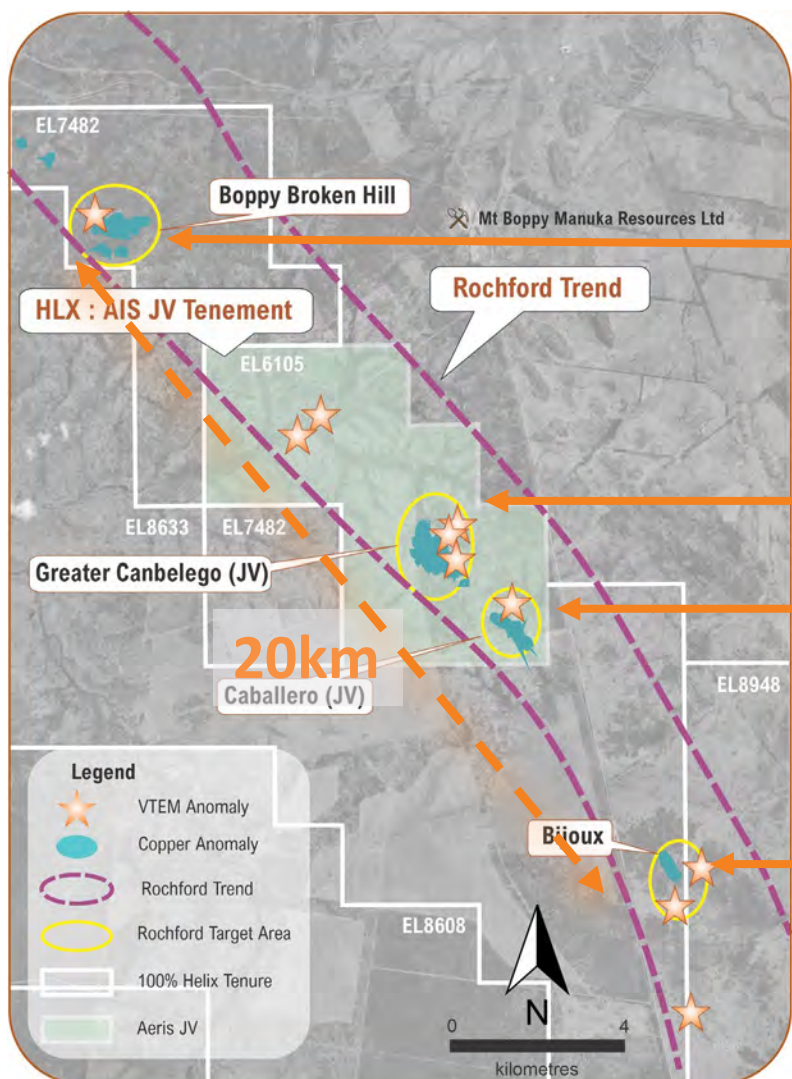 EL7482
Boppy Broken Hill
Mt Boppy Manuka Resources Ltd
HLX : AIS JV Tenement
Rochford Trend
EL6105
EL8633
EL7482
Greater Canbelego (JV)
20km
Caballero (JV)
EL8948
Legend
VTEM Anomaly
Copper Anomaly
Rochford Trend
Rochford Target Area
100% Helix Tenure
Aeris JV
Bijoux
EL8608
N
0 4
kilometres